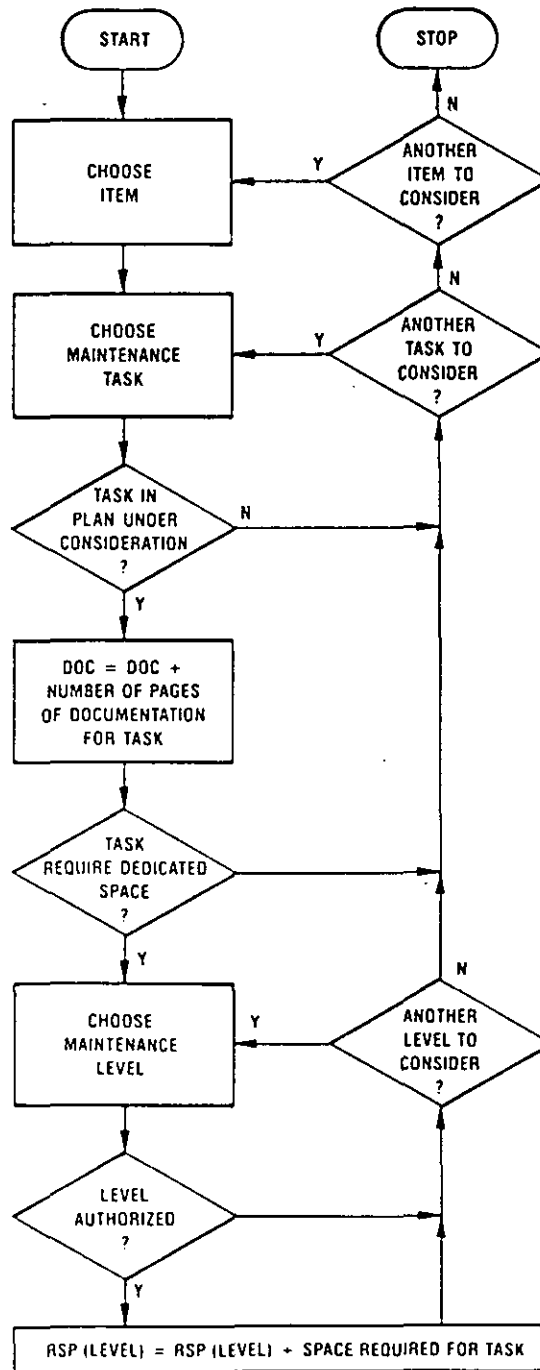 START
STOP
CHOOSE
ITEM
Y
N
ANOTHER
ITEM TO
CONSIDER
?
CHOOSE
MAINTENANCE
TASK
Y
N
ANOTHER
TASK TO
CONSIDER
?
TASK IN
PLAN UNDER
CONSIDERATION
?
N
Y
DOC = DOC +
NUMBER OF PAGES
OF DOCUMENTATION
FOR TASK
TASK
REQUIRE DEDICATED
SPACE
?
Y
CHOOSE
MAINTENANCE
LEVEL
Y
N
ANOTHER
LEVEL TO
CONSIDER
?
LEVEL
AUTHORIZED
?
Y
RSP (LEVEL) = RSP (LEVEL) + SPACE REQUIRED FOR TASK